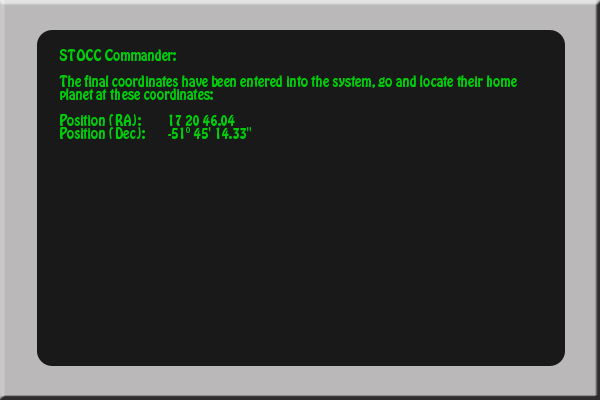 STOCC Commander:
The final coordinates have been entered into the system, go and locate their home
planet at these coordinates:
Position (RA): 17 20 46.04
Position (Dec): -51° 45' 14.33"